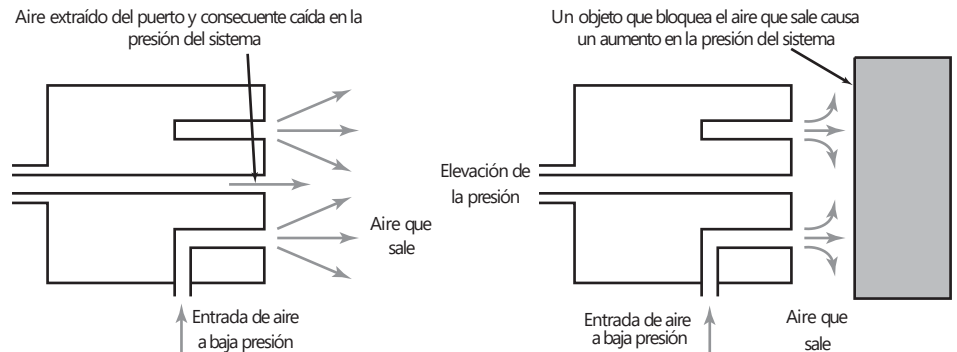 Aire extraído del puerto y consecuente caída en la
presión del sistema
Aire que
sale
Entrada de aire
a baja presión
Un objeto que bloquea el aire que sale causa
un aumento en la presión del sistema
Elevación de
la presión
Entrada de aire
a baja presión
Aire que
sale